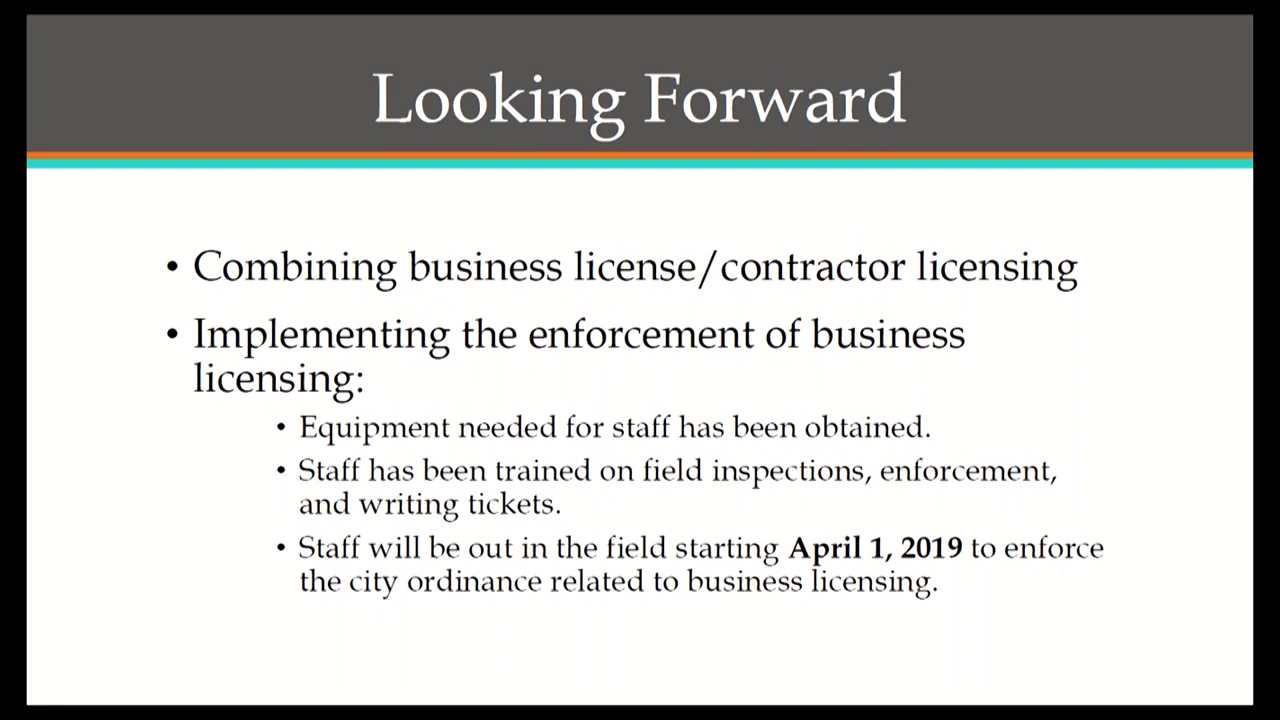 Looking Forward
• Combining business license/contractor licensing
• Implementing the enforcement of business
licensing:
• Equipment needed for staff has been obtained.
• Staff has been trained on field inspections, enforcement,
and writing tickets.
• Staff will be out in the field starting April 1, 2019 to enforce
the city ordinance related to business licensing.